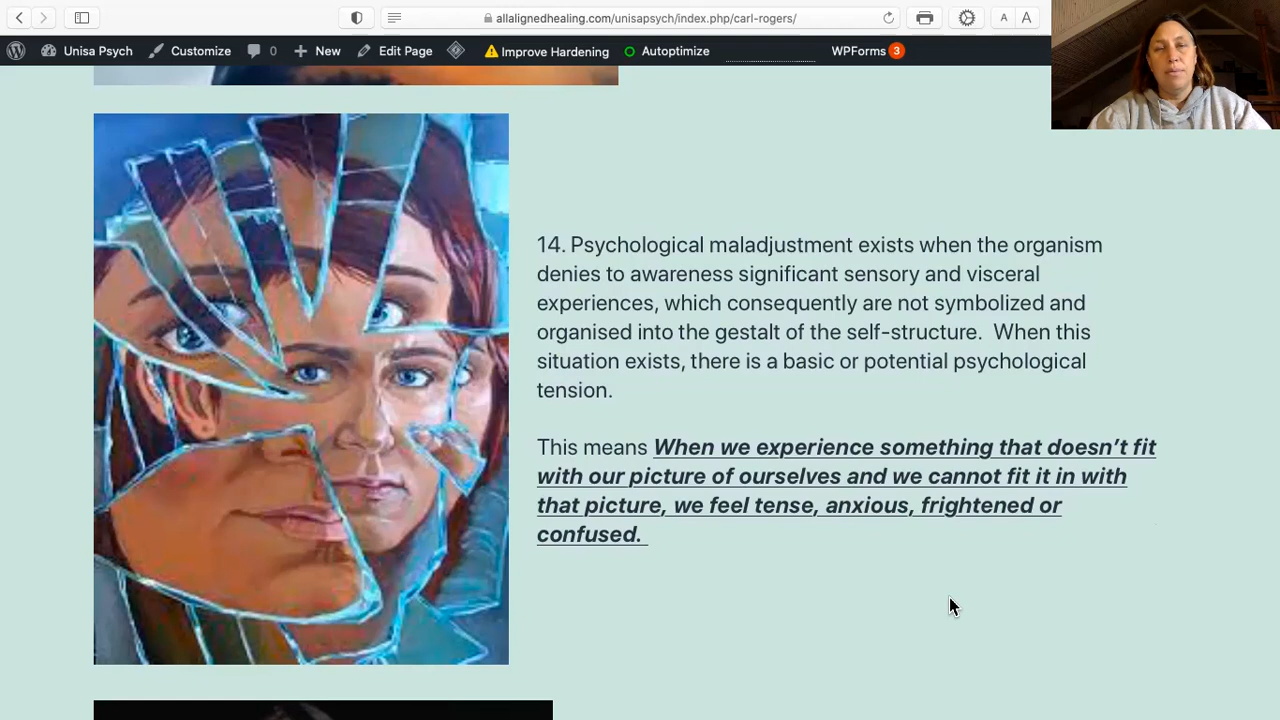 allalignedhealing.com/unisapsych/index.php/carl-rogers/
A A
Unisa Psych Customize 0 New Edit Page Improve Hardening Autoptimize WPForms 3
14. Psychological maladjustment exists when the organism
denies to awareness significant sensory and visceral
experiences, which consequently are not symbolized and
organised into the gestalt of the self-structure.  When this
situation exists, there is a basic or potential psychological
tension.
This means When we experience something that doesn’t fit
with our picture of ourselves and we cannot fit it in with
that picture, we feel tense, anxious, frightened or
confused.